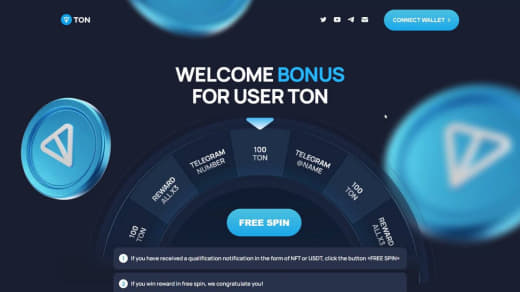 TON
CONNECT WALLET
WELCOME BONUS
FOR USER TON
100
TON
REWARD
ALL X3
TELEGRAM
NUMBER
100
TON
TELEGRAM
@NAME
100
TON
REWARD
ALL X3
FREE SPIN
1 If you have received a qualification notification in the form of NFT or USDT, click the button «FREE SPIN»
2 If you win reward in free spin, we congratulate you!